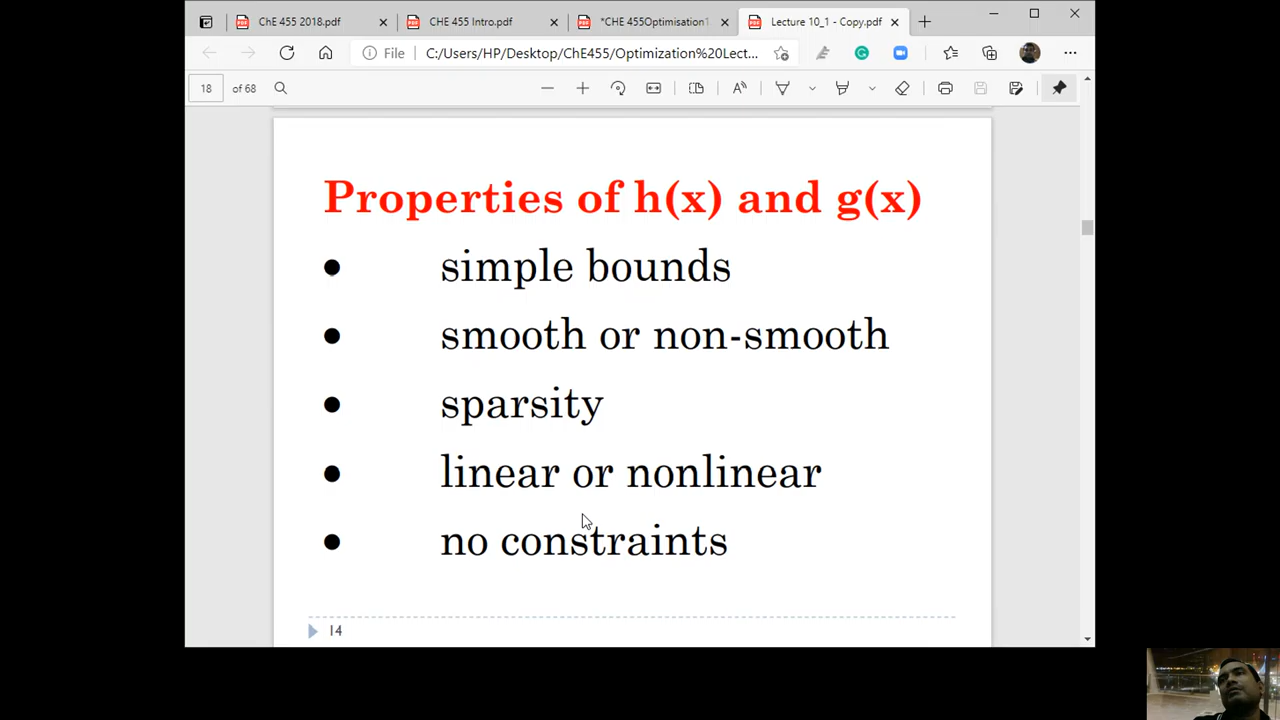 ChE 455 2018.pdf
CHE 455 Intro.pdf
*CHE 455Optimisation1
Lecture 10_1 - Copy.pdf
File
C:/Users/HP/Desktop/ChE455/Optimization%20Lect...
18 of 68
Properties of h(x) and g(x)
● simple bounds
● smooth or non-smooth
● sparsity
● linear or nonlinear
● no constraints
14